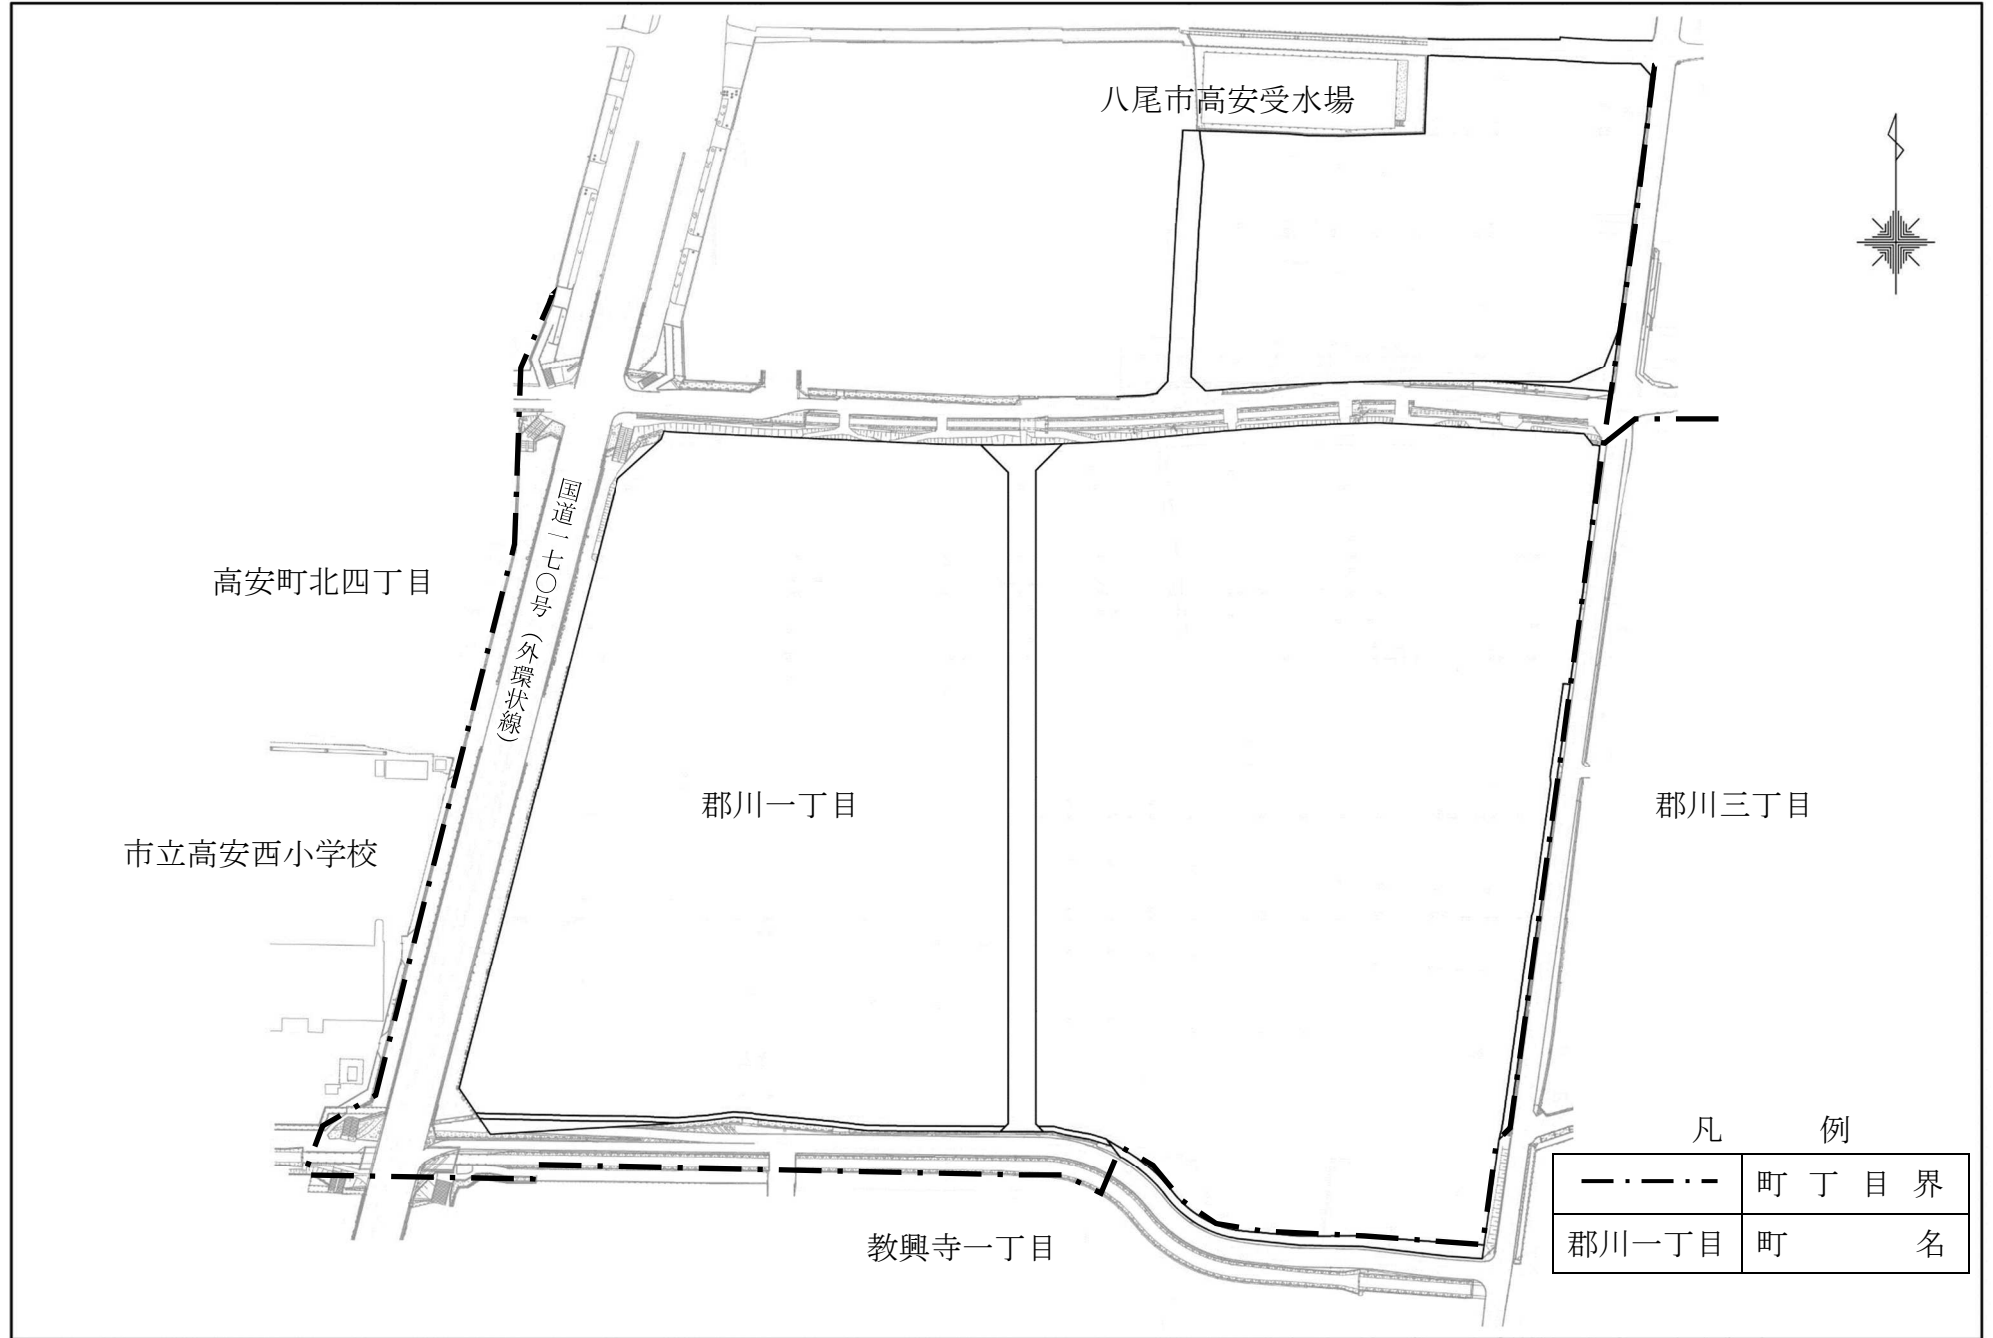 八尾市高安受水場
国道一七〇号（外環状線）
高安町北四丁目
郡川一丁目
郡川三丁目
市立高安西小学校
教興寺一丁目
凡　例
町丁目界
郡川一丁目　町名